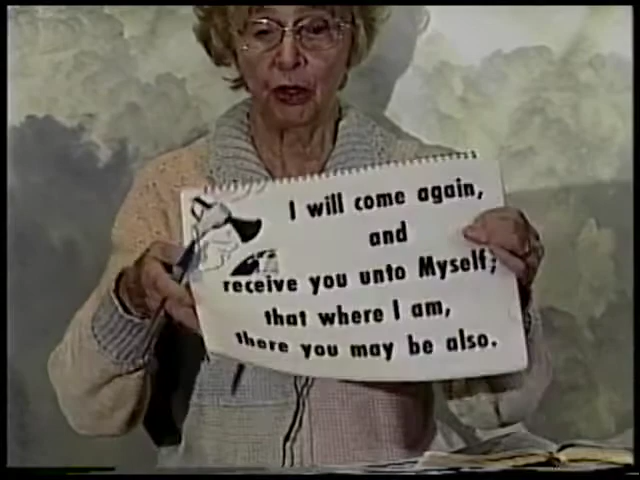 I will come again,
and
receive you unto Myself;
that where I am,
there you may be also.